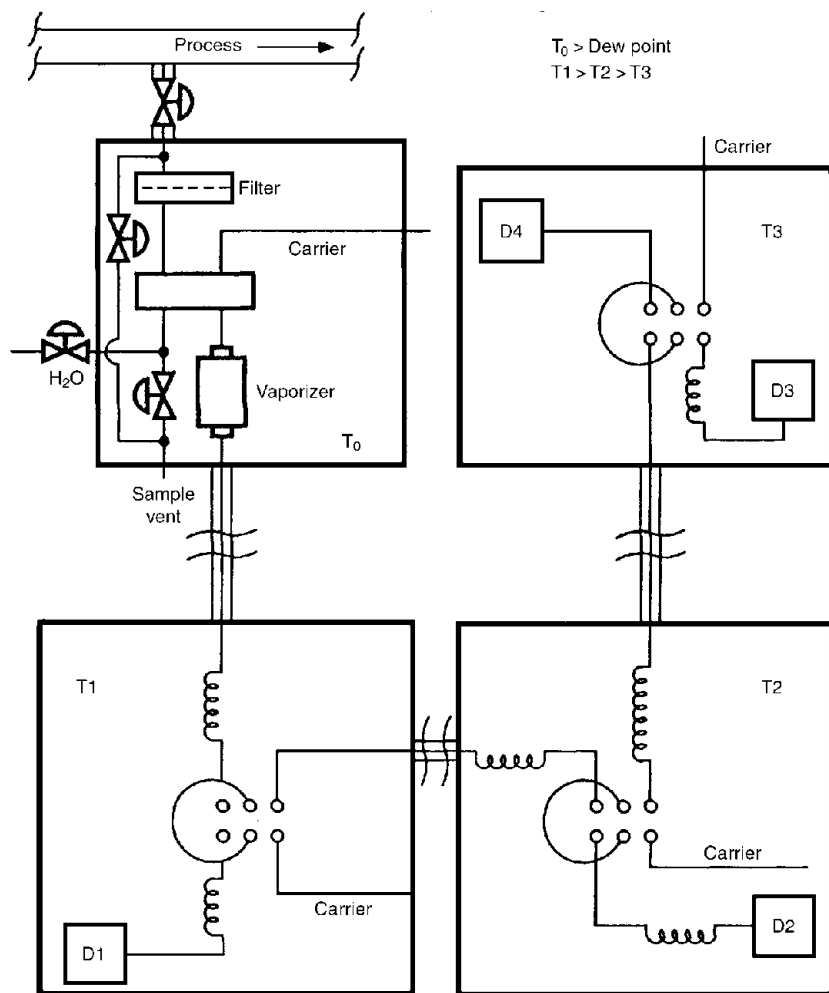 Process
T₀ > Dew point
T1 > T2 > T3
Carrier
Filter
Carrier
D4
T3
H₂O
Vaporizer
D3
T₀
Sample
vent
T1
T2
Carrier
Carrier
D1
D2